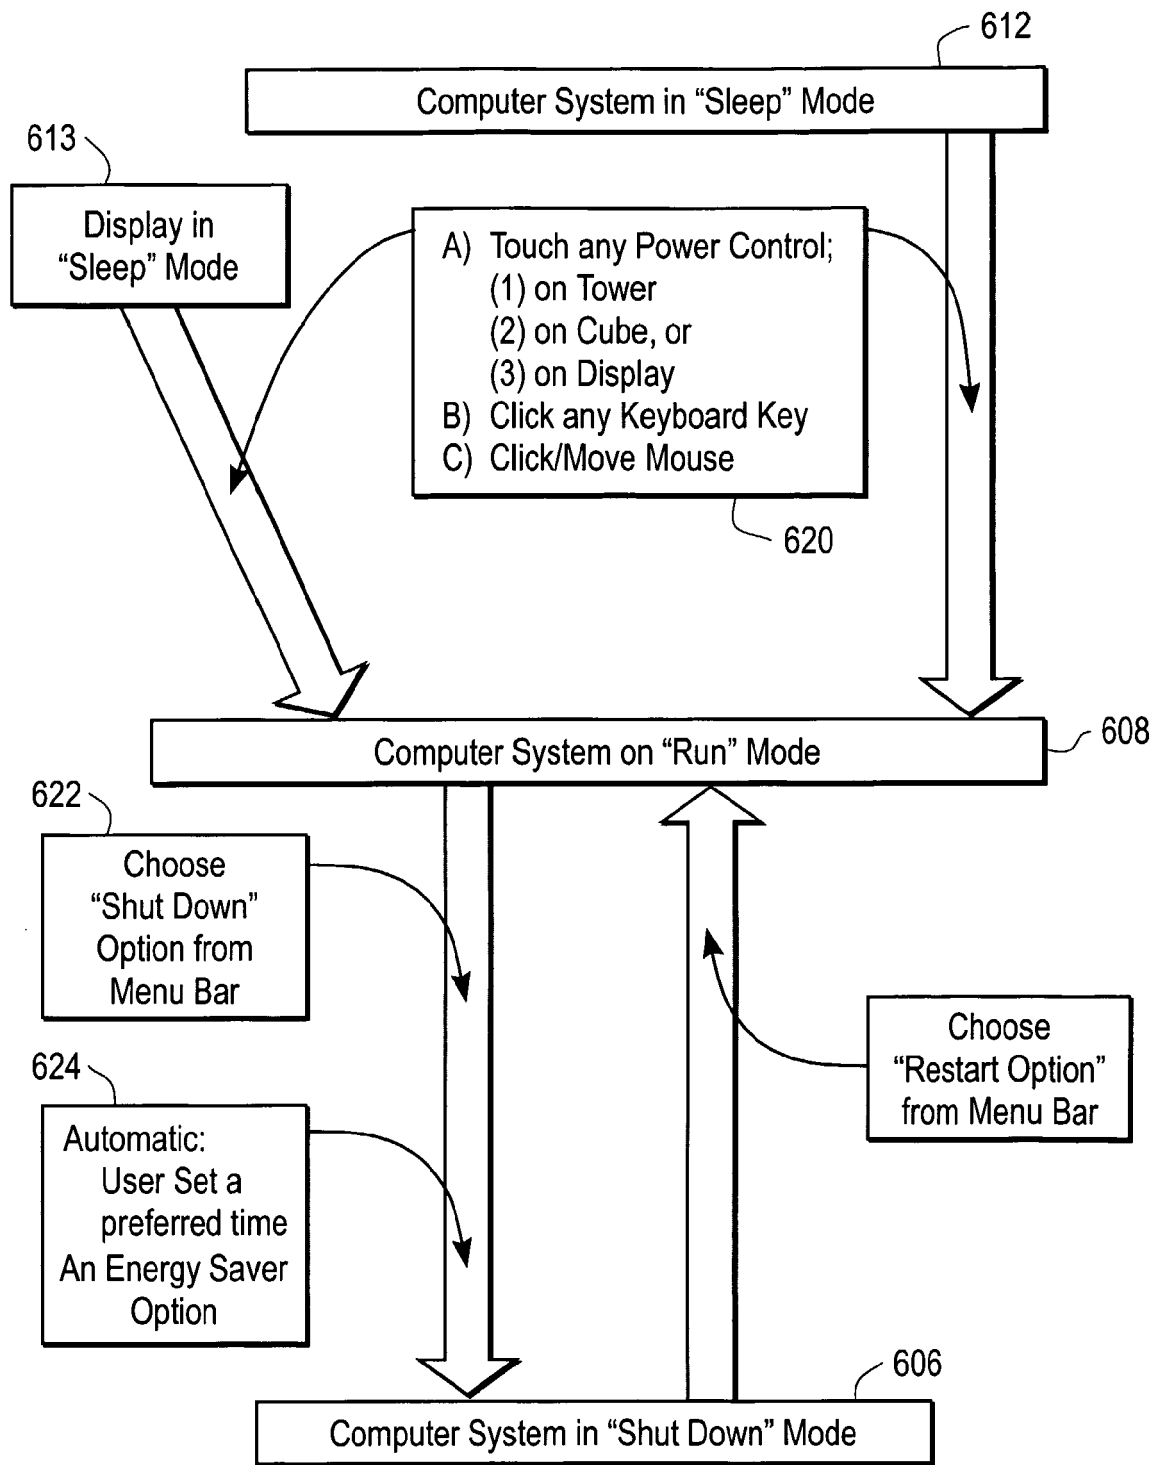 612
Computer System in “Sleep” Mode
613
Display in
“Sleep” Mode
A) Touch any Power Control;
(1) on Tower
(2) on Cube, or
(3) on Display
B) Click any Keyboard Key
C) Click/Move Mouse
620
Computer System on “Run” Mode
608
622
Choose
“Shut Down”
Option from
Menu Bar
Choose
“Restart Option”
from Menu Bar
624
Automatic:
User Set a
preferred time
An Energy Saver
Option
606
Computer System in “Shut Down” Mode